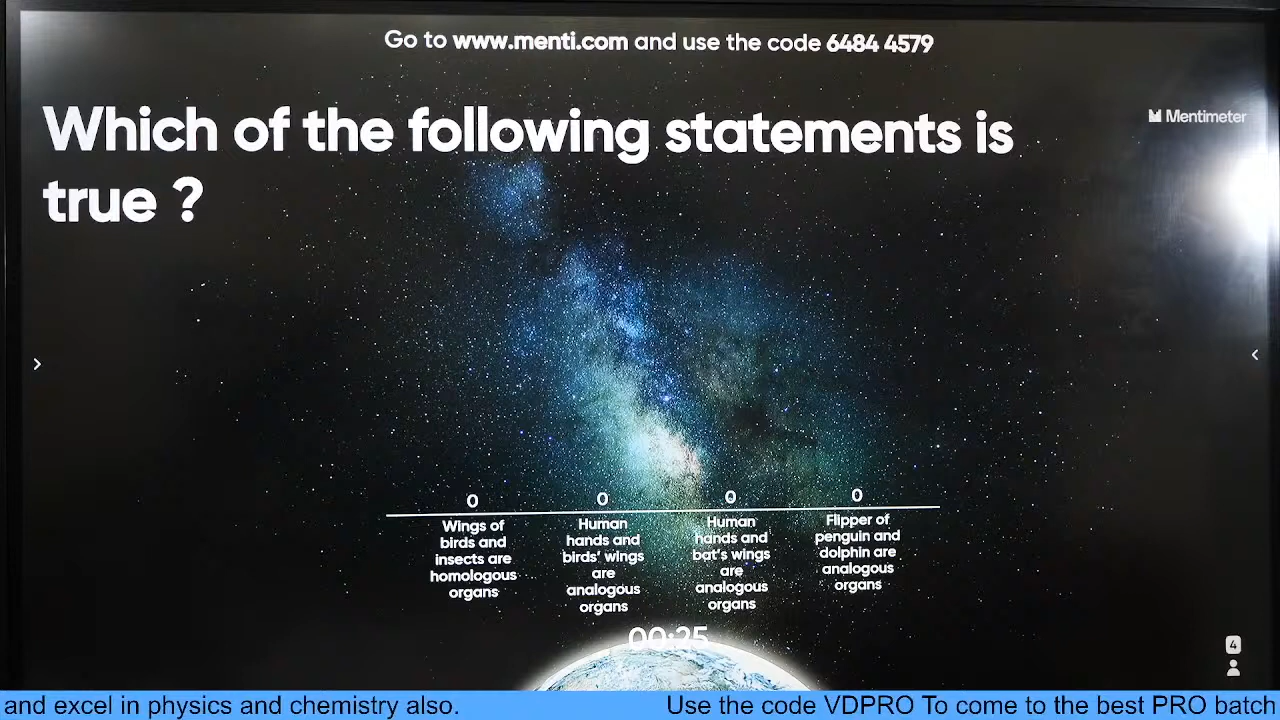 Go to www.menti.com and use the code 6484 4579
Which of the following statements is
true ?
Mentimeter
0
Wings of
birds and
insects are
homologous
organs
0
Human
hands and
birds' wings
are
analogous
organs
0
Human
hands and
bat's wings
are
analogous
organs
0
Flipper of
penguin and
dolphin are
analogous
organs
00:25
4
and excel in physics and chemistry also.
Use the code VDPRO To come to the best PRO batch